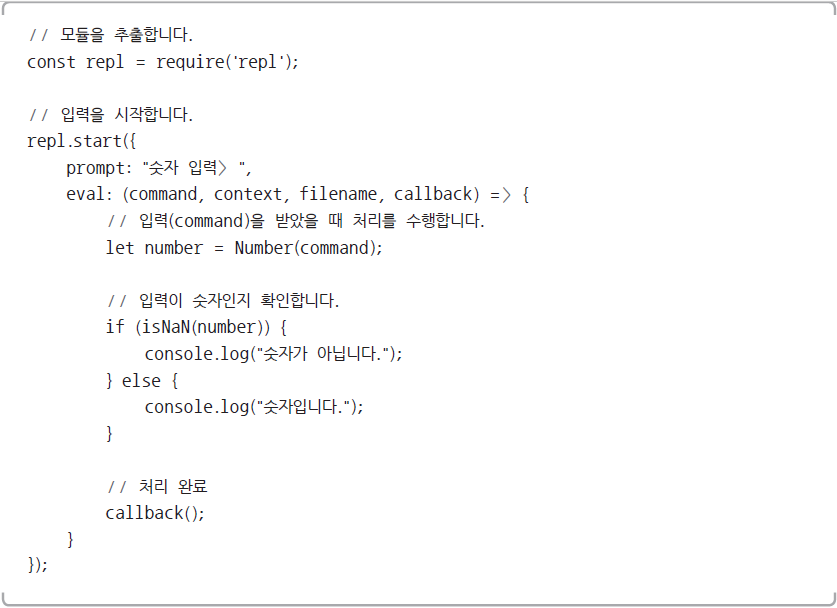 // 모듈을 추출합니다.
const repl = require('repl');
// 입력을 시작합니다.
repl.start({
    prompt: "숫자 입력> ",
    eval: (command, context, filename, callback) => {
        // 입력(command)을 받았을 때 처리를 수행합니다.
        let number = Number(command);
        // 입력이 숫자인지 확인합니다.
        if (isNaN(number)) {
            console.log("숫자가 아닙니다.");
        } else {
            console.log("숫자입니다.");
        }
        // 처리 완료
        callback();
    }
});